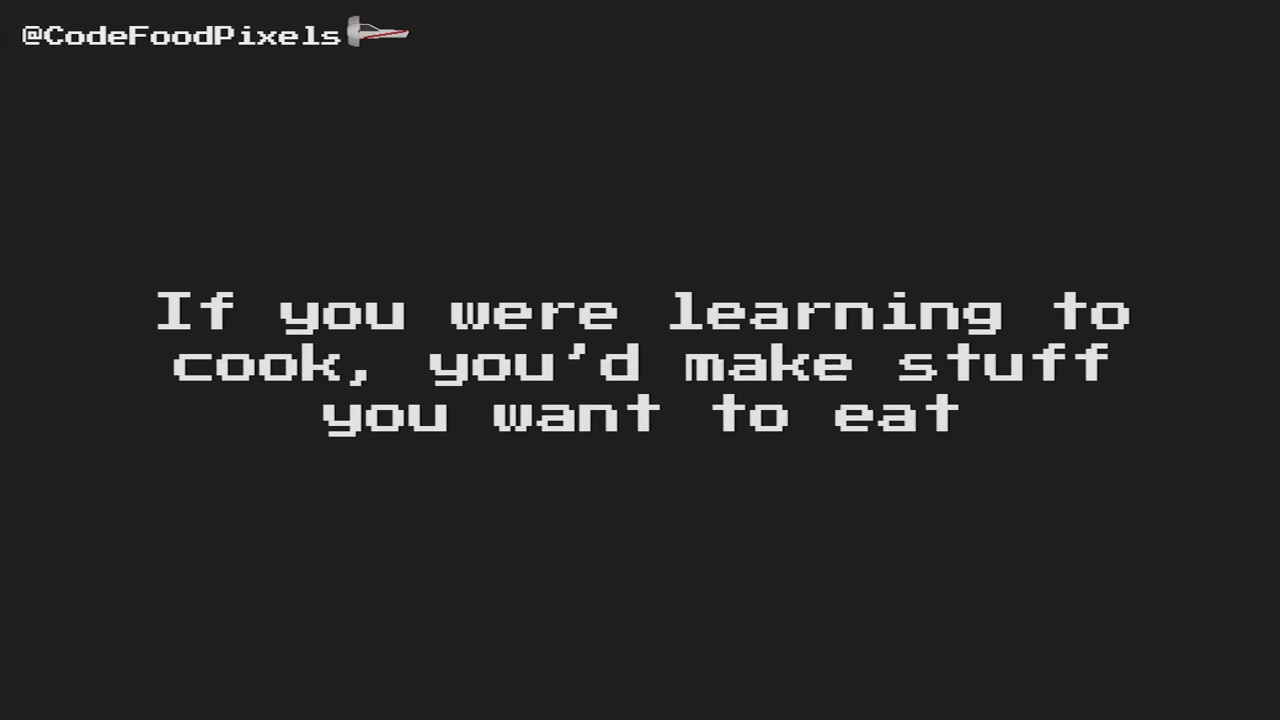 @CodeFoodPixels
If you were learning to
cook, you'd make stuff
you want to eat